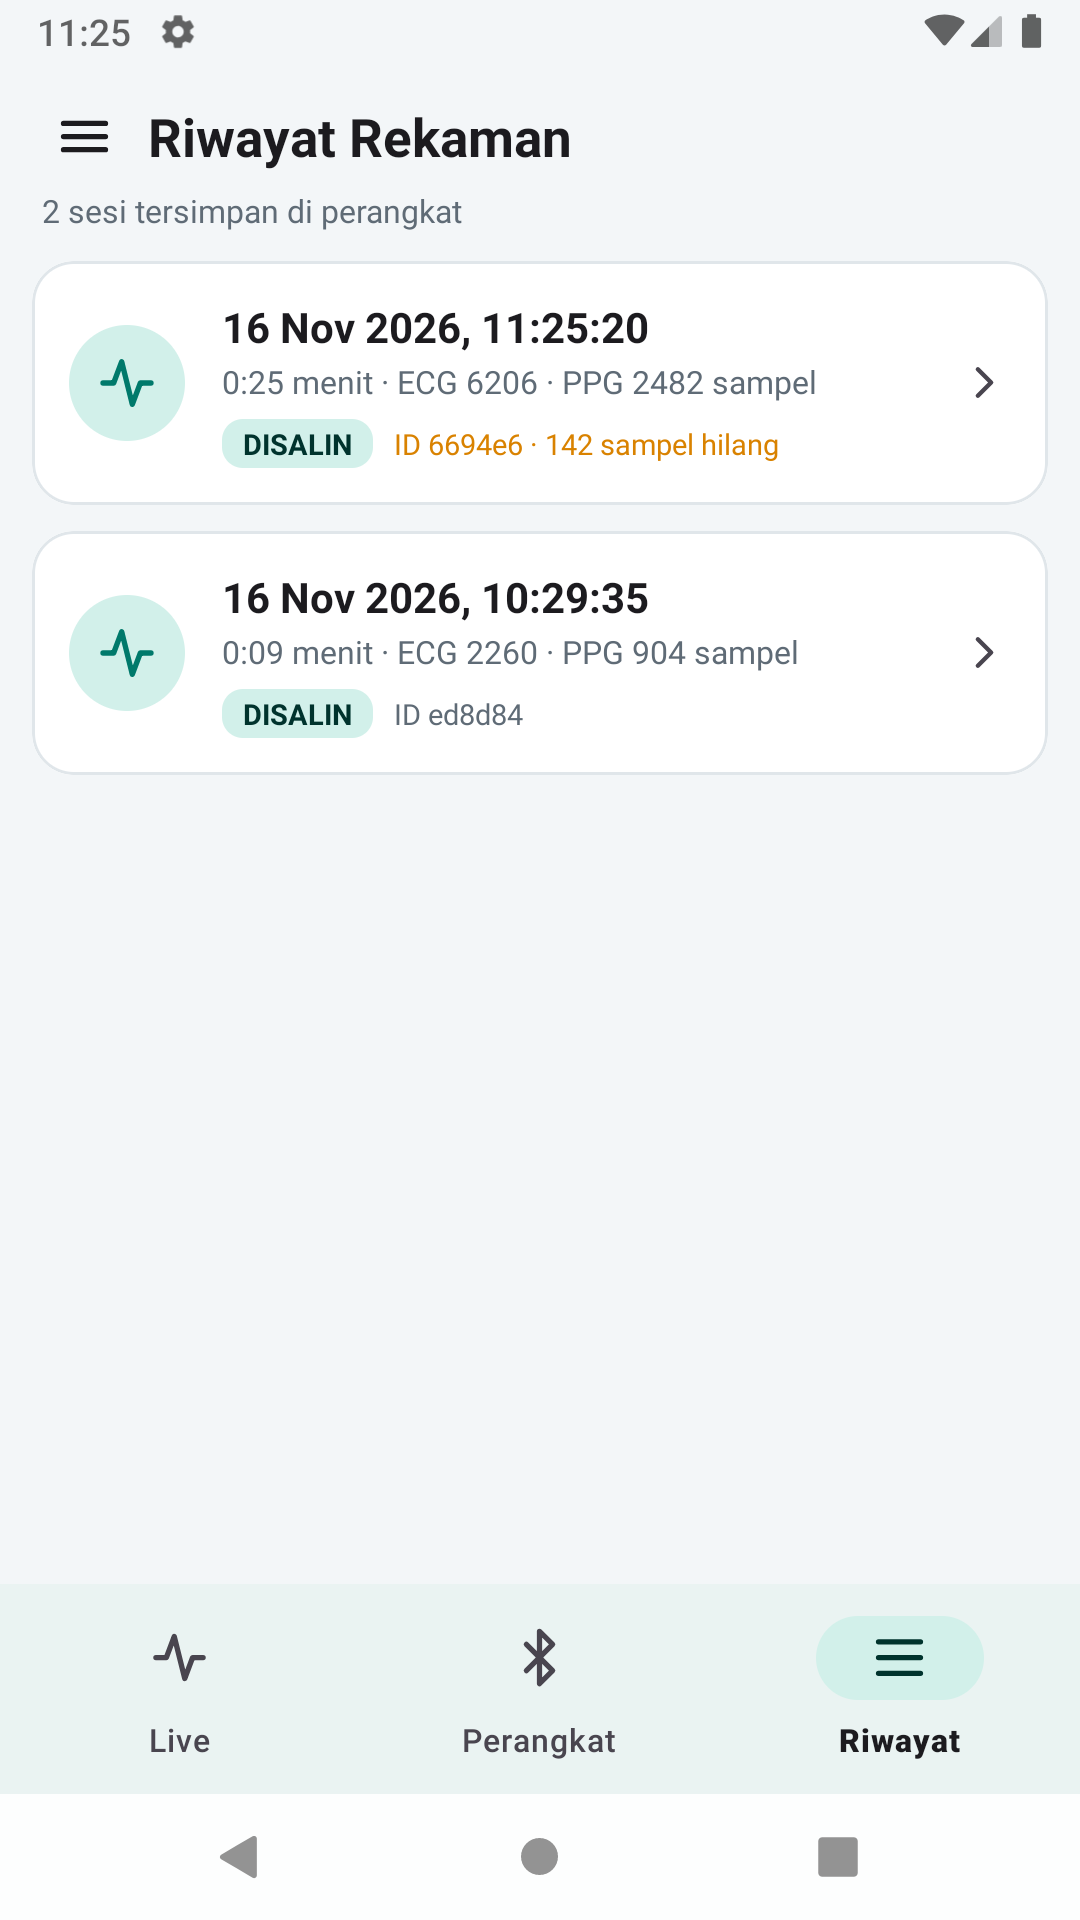 11:25
Riwayat Rekaman
2 sesi tersimpan di perangkat
16 Nov 2026, 11:25:20
0:25 menit · ECG 6206 · PPG 2482 sampel
DISALIN ID 6694e6 · 142 sampel hilang
16 Nov 2026, 10:29:35
0:09 menit · ECG 2260 · PPG 904 sampel
DISALIN ID ed8d84
Live Perangkat Riwayat